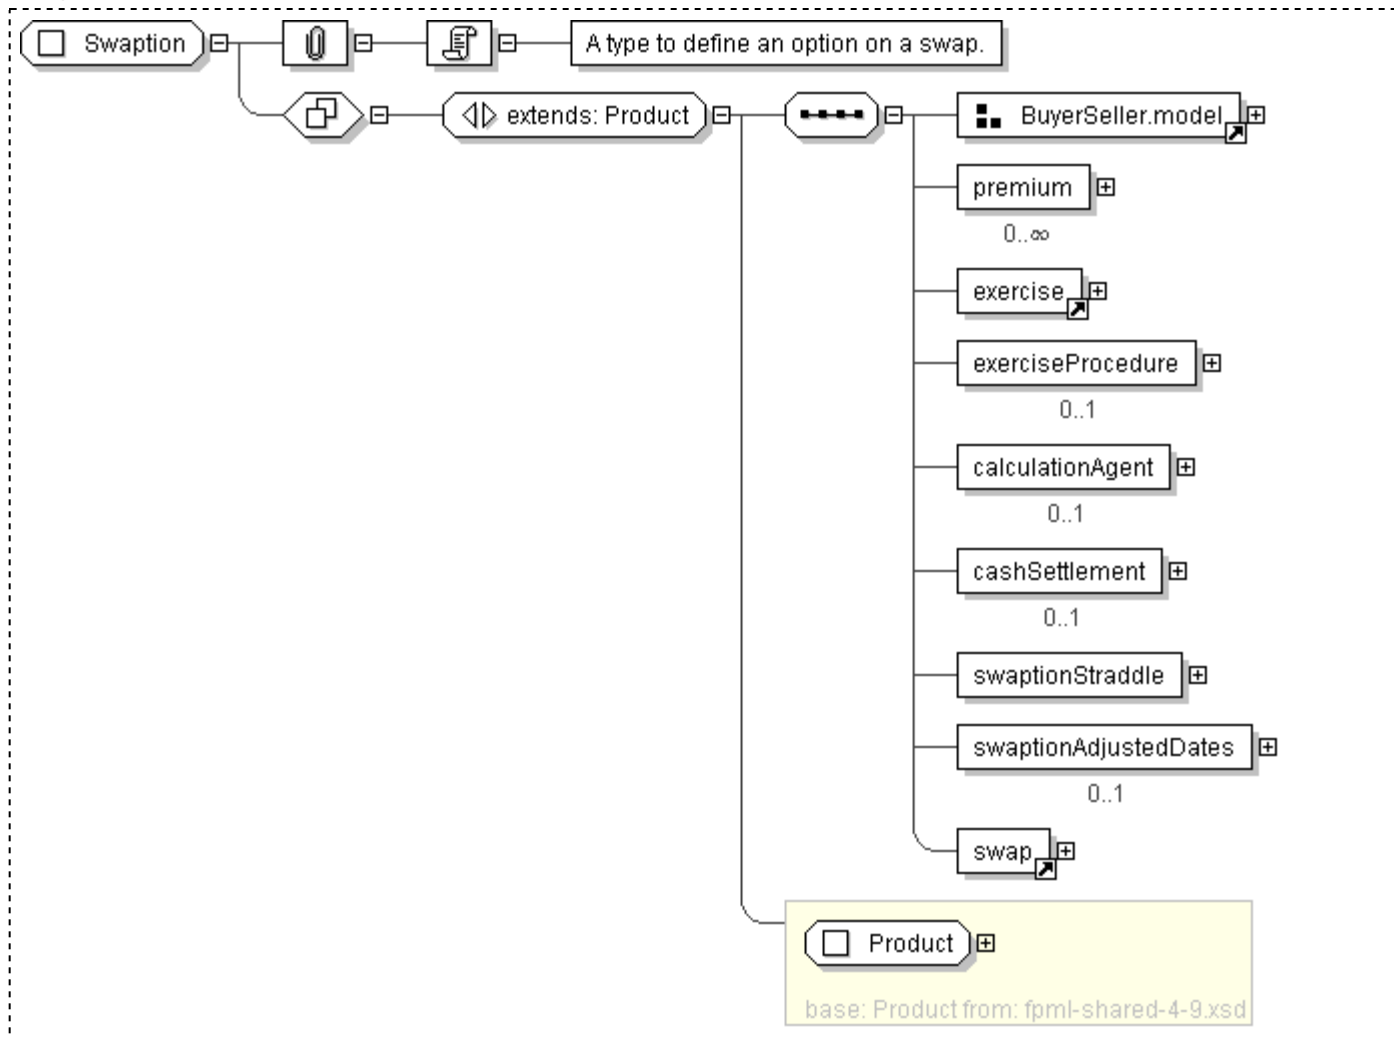 Swaption
A type to define an option on a swap.
extends: Product
BuyerSeller.model
premium
0..∞
exercise
exerciseProcedure
0..1
calculationAgent
0..1
cashSettlement
0..1
swaptionStraddle
swaptionAdjustedDates
0..1
swap
Product
base: Product from: fpml-shared-4-9.xsd